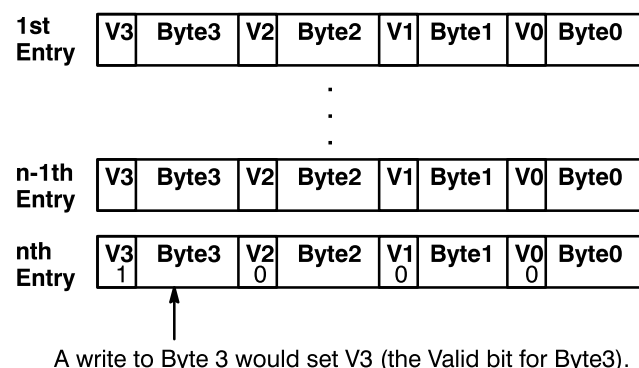 1st Entry V3 Byte3 V2 Byte2 V1 Byte1 V0 Byte0
.
.
.
n-1th Entry V3 Byte3 V2 Byte2 V1 Byte1 V0 Byte0
nth Entry V3 1 Byte3 V2 0 Byte2 V1 0 Byte1 V0 0 Byte0
A write to Byte 3 would set V3 (the Valid bit for Byte3).